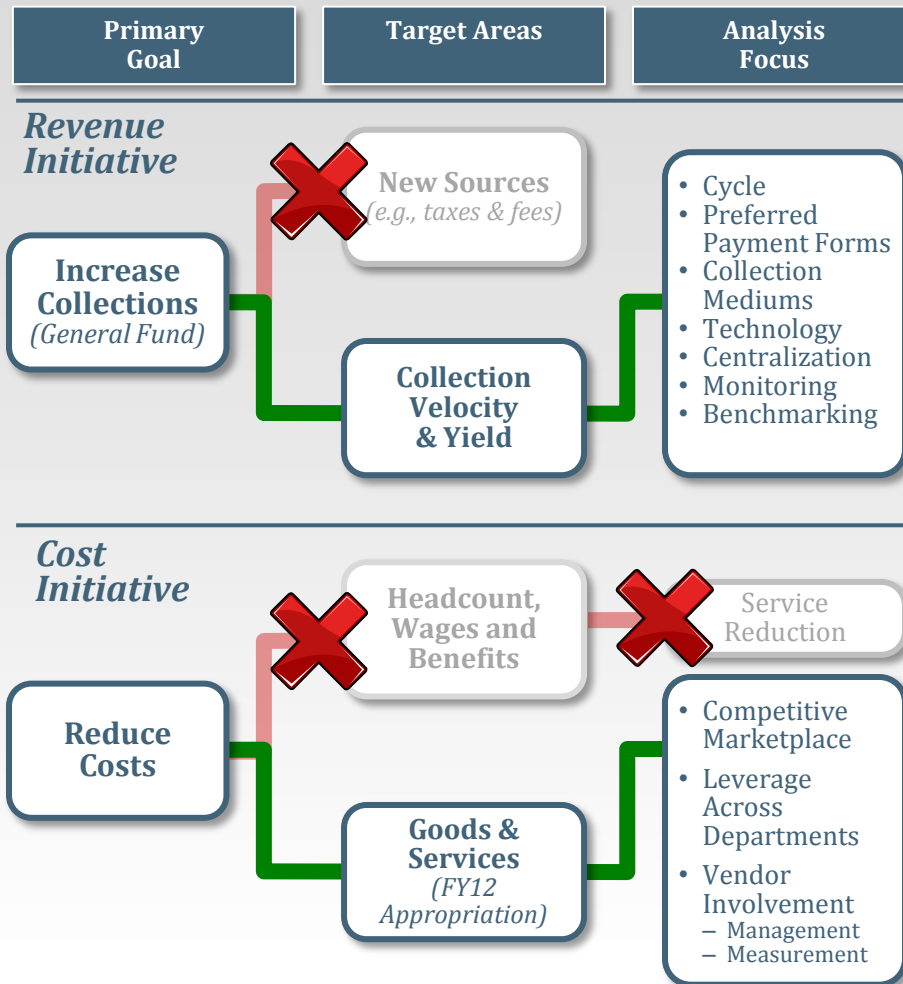 Primary
Goal
Target Areas
Analysis
Focus
Revenue
Initiative
New Sources
(e.g., taxes & fees)
Increase
Collections
(General Fund)
Collection
Velocity
& Yield
• Cycle
• Preferred
Payment Forms
• Collection
Mediums
• Technology
• Centralization
• Monitoring
• Benchmarking
Cost
Initiative
Headcount,
Wages and
Benefits
Service
Reduction
Reduce
Costs
Goods &
Services
(FY12
Appropriation)
• Competitive
Marketplace
• Leverage
Across
Departments
• Vendor
Involvement
– Management
– Measurement